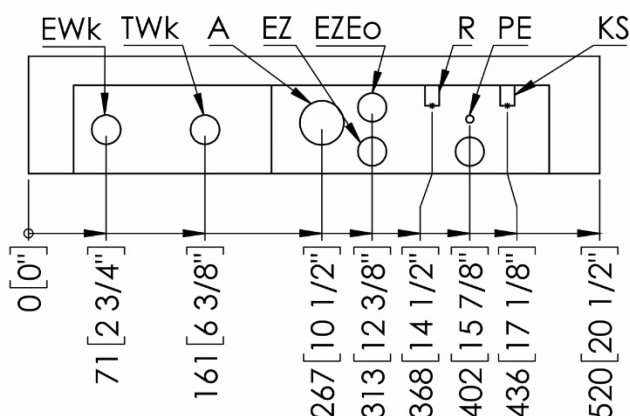 EWk TWk A EZ EZEo R PE KS
0 [0"]
71 [2 3/4"]
161 [6 3/8"]
267 [10 1/2"]
313 [12 3/8"]
368 [14 1/2"]
402 [15 7/8"]
436 [17 1/8"]
520 [20 1/2"]